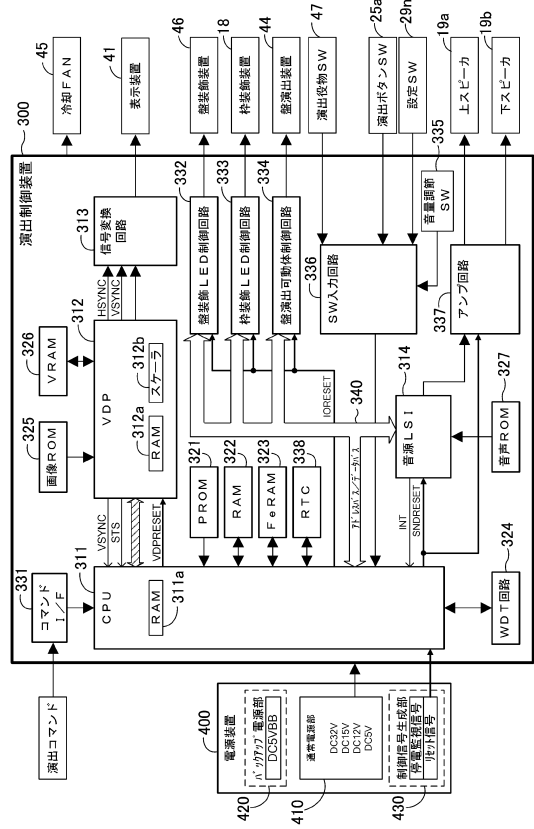 演出制御装置
300
冷却FAN
45
表示装置
41
盤装飾装置
46
枠装飾装置
18
盤演出装置
44
演出役物SW
47
演出ボタンSW
25a
設定SW
29n
上スピーカ
19a
下スピーカ
19b
信号変換
回路
313
盤装飾LED制御回路
332
枠装飾LED制御回路
333
盤演出可動体制御回路
334
SW入力回路
336
音量調節
SW
335
アンプ回路
337
HSYNC
VSYNC
VRAM
326
画像ROM
325
VDP
312
RAM
312a
スケーラ
312b
VSYNC
STS
VDPRESET
PROM
321
RAM
322
FeRAM
323
RTC
338
IORESET
アドレスバス/データバス
340
音源LSI
314
音声ROM
327
INT
SNDRESET
コマンド
I/F
331
CPU
311
RAM
311a
WDT回路
324
演出コマンド
電源装置
400
バックアップ電源部
DC5VBB
420
通常電源部
DC32V
DC15V
DC12V
DC5V
410
制御信号生成部
停電監視信号
リセット信号
430